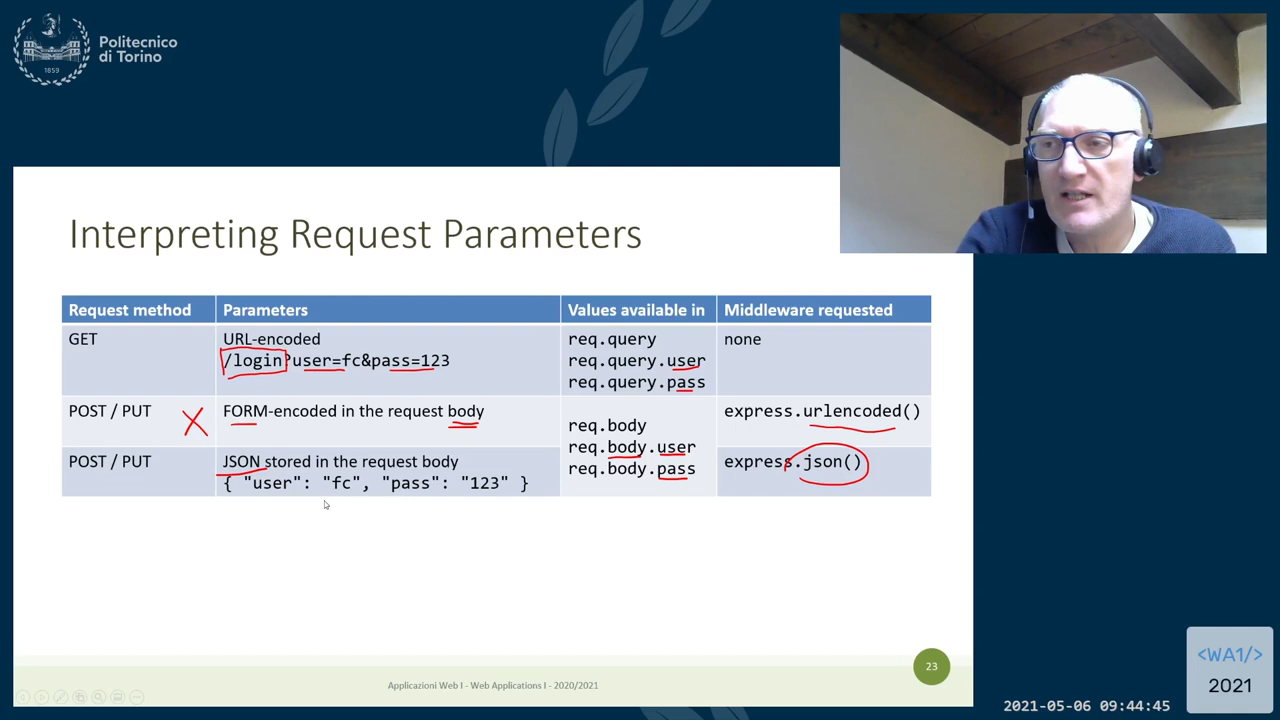 Politecnico
di Torino
1859
Interpreting Request Parameters
Request method Parameters Values available in Middleware requested
GET URL-encoded req.query none
/login?user=fc&pass=123 req.query.user
req.query.pass
POST / PUT FORM-encoded in the request body express.urlencoded()
req.body
req.body.user
POST / PUT JSON stored in the request body express.json()
req.body.pass
{ "user": "fc", "pass": "123" }
23
Applicazioni Web I - Web Applications I - 2020/2021
<WA1/>
2021
2021-05-06 09:44:45